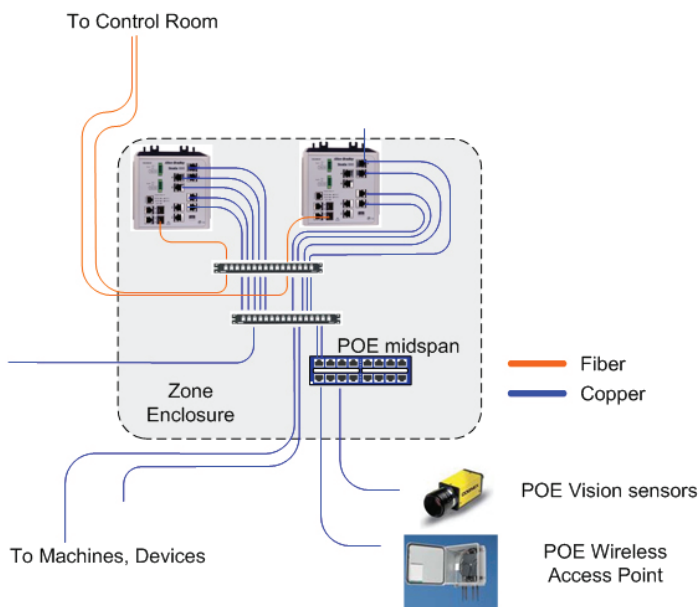 To Control Room
POE midspan
Fiber
Copper
Zone
Enclosure
POE Vision sensors
To Machines, Devices
POE Wireless
Access Point